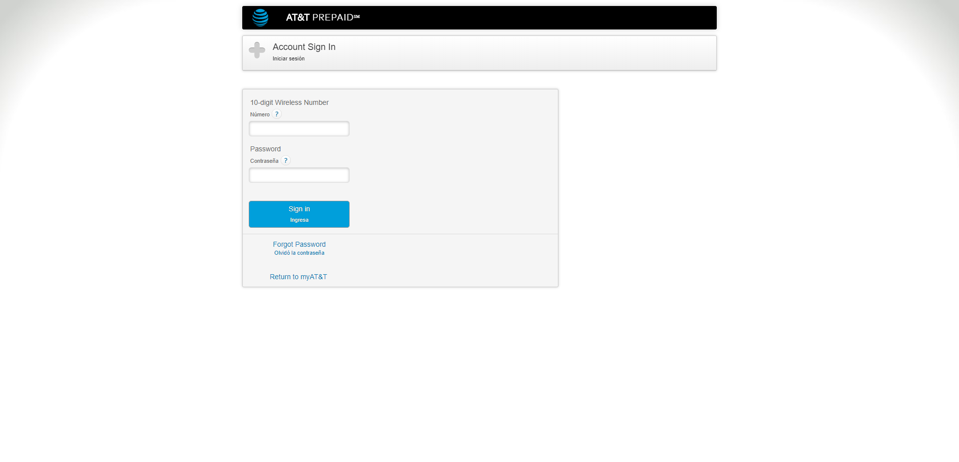 AT&T PREPAID℠
Account Sign In
Iniciar sesión
10-digit Wireless Number
Número ?
Password
Contraseña ?
Sign in
Ingresa
Forgot Password
Olvidó la contraseña
Return to myAT&T